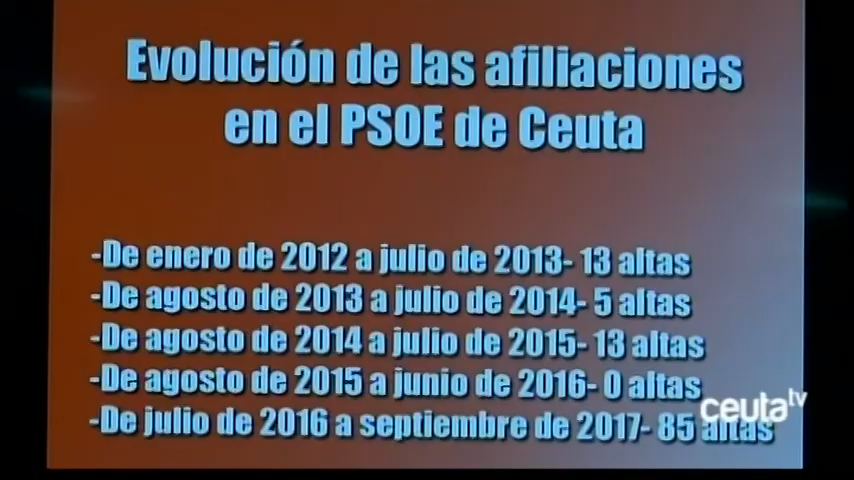 Evolución de las afiliaciones
en el PSOE de Ceuta
-De enero de 2012 a julio de 2013- 13 altas
-De agosto de 2013 a julio de 2014- 5 altas
-De agosto de 2014 a julio de 2015- 13 altas
-De agosto de 2015 a junio de 2016- 0 altas
-De julio de 2016 a septiembre de 2017- 85 altas
ceuta tv